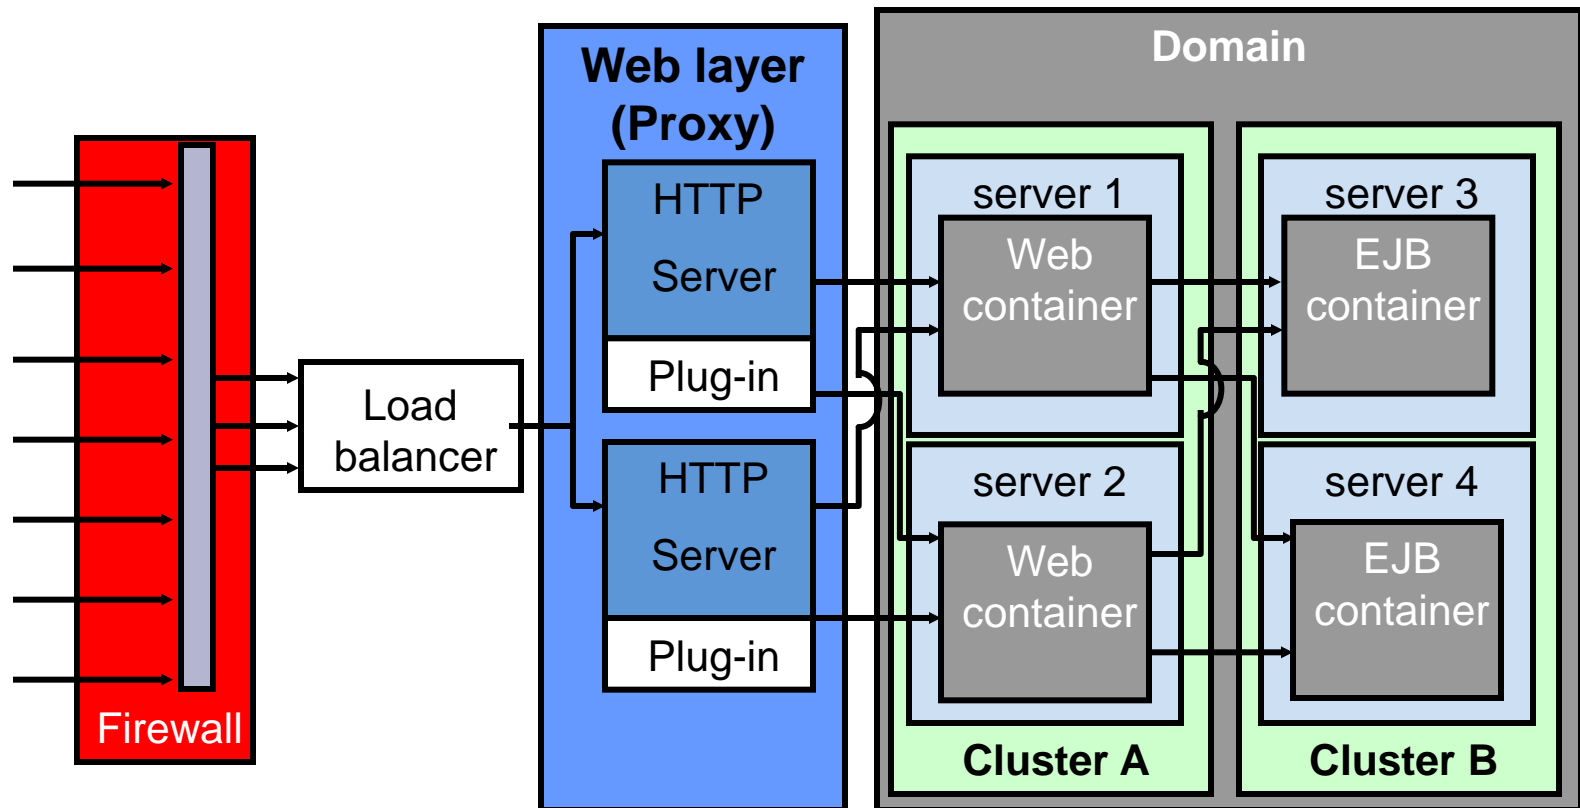 Web layer
(Proxy)
Domain
HTTP
Server
Plug-in
HTTP
Server
Plug-in
Load
balancer
Firewall
server 1
Web
container
server 2
Web
container
Cluster A
server 3
EJB
container
server 4
EJB
container
Cluster B